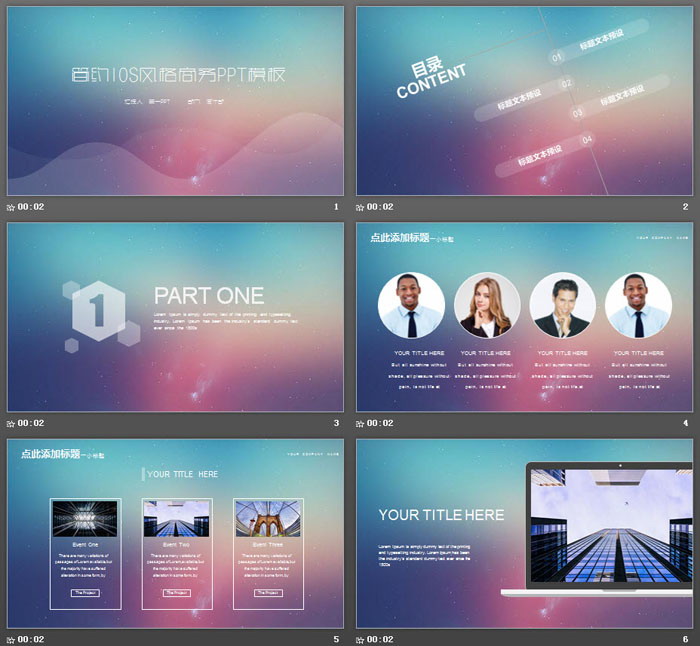 简约IOS风格商务PPT模板
00:02
1
目录
CONTENT
01
标题文本预设
02
标题文本预设
03
标题文本预设
04
标题文本预设
00:02
2
1
PART ONE
Lorem Ipsum is simply dummy text of the printing and typesetting
industry. Lorem Ipsum has been the industry's standard dummy text
ever since the 1500s
00:02
3
点此添加标题—小标题
YOUR COMPANY NAME
YOUR TITLE HERE
But all sunshine without
shade, all pleasure without
pain, is not life at
YOUR TITLE HERE
But all sunshine without
shade, all pleasure without
pain, is not life at
YOUR TITLE HERE
But all sunshine without
shade, all pleasure without
pain, is not life at
YOUR TITLE HERE
But all sunshine without
shade, all pleasure without
pain, is not life at
00:02
4
点此添加标题—小标题
YOUR COMPANY NAME
YOUR TITLE HERE
Event One
There are many variations of
passages of Lorem Ipsum available, but
the majority have suffered
alteration in some form, by
The Project
Event Two
There are many variations of
passages of Lorem Ipsum available, but
the majority have suffered
alteration in some form, by
The Project
Event Three
There are many variations of
passages of Lorem Ipsum available, but
the majority have suffered
alteration in some form, by
The Project
00:02
5
YOUR TITLE HERE
Lorem Ipsum is simply dummy text of the printing
and typesetting industry. Lorem Ipsum has been
the industry's standard dummy text ever since the
1500s
00:02
6